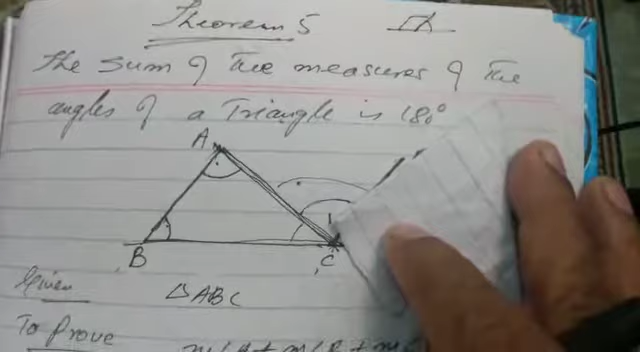 Theorem 5
The sum of the measures of the
angles of a Triangle is 180°
A
1
B
C
Given △ABC
To Prove
m∠A + m∠B + m